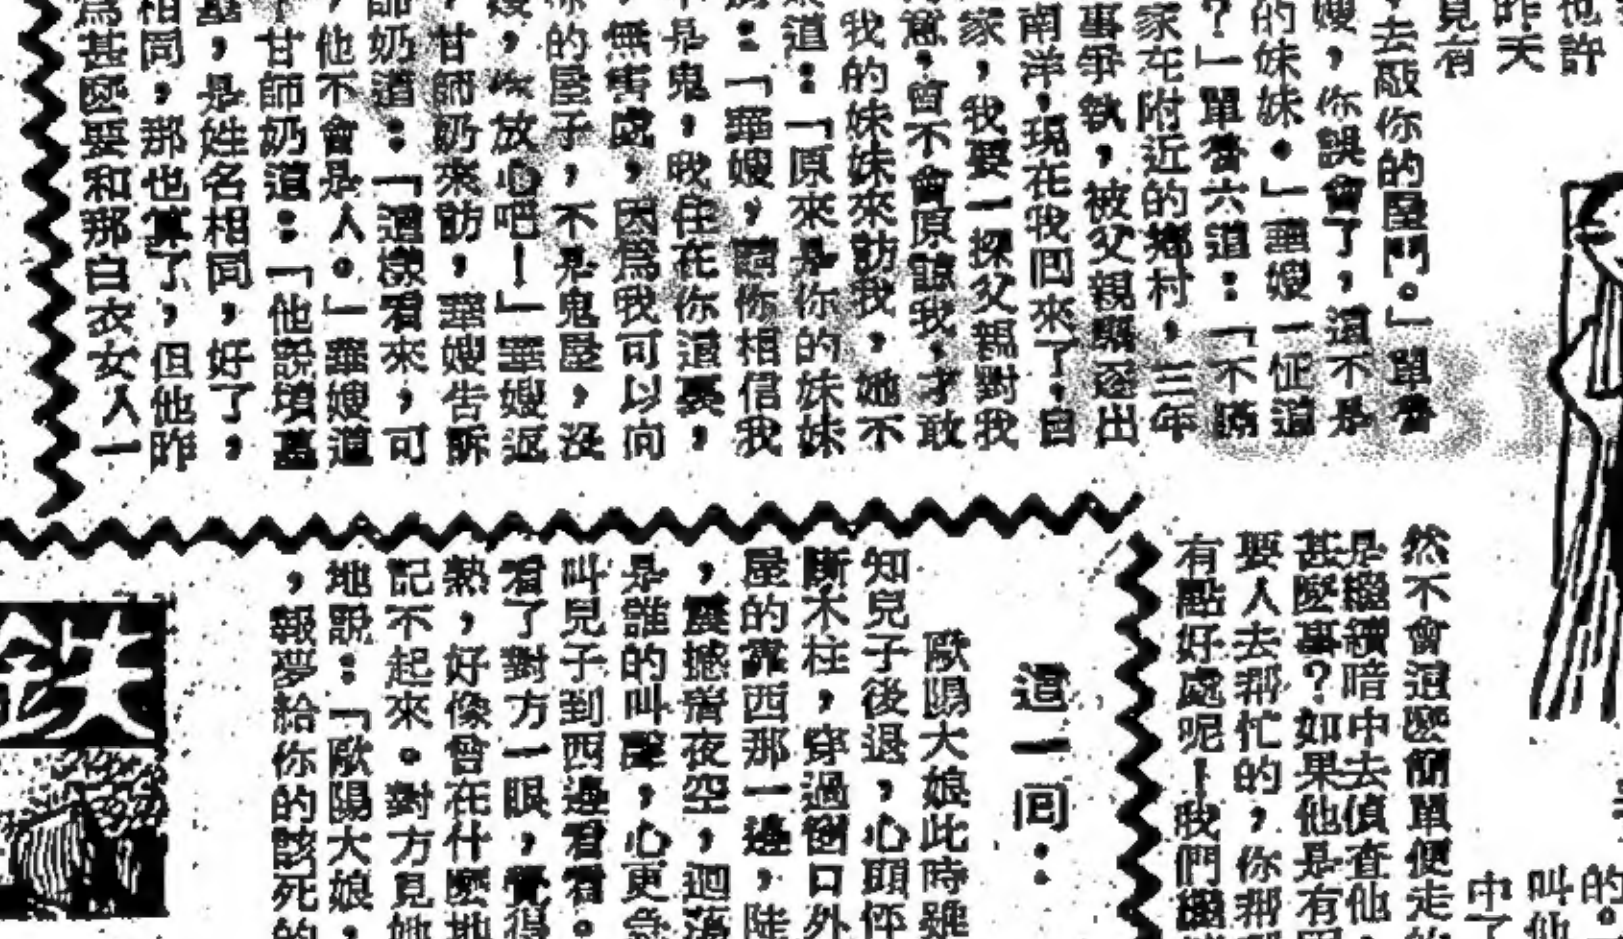 也許
昨天
見有
去敲你的屋門。」單眷
嫂，你誤會了，這不是
的妹妹。」華嫂一怔道
？」單眷六道：「不瞞
家在附近的鄉村，三年
事爭執，被父親驅逐出
南洋，現在我回來了，自
家，我要一探父親對我
意，會不會原諒我，才敢
我的妹妹來訪我，她不
道：「原來是你的妹妹
：「華嫂，請你相信我
不是鬼，我住在你這裏，
無害處，因爲我可以向
你的屋子，不是鬼屋，沒
嫂，你放心吧！」華嫂返
，甘師奶來訪，華嫂告訴
師奶道：「這樣看來，可
，他不會是人。」華嫂道
甘師奶道：「他說墳墓
，是姓名相同，好了，
相同，那也算了，但他昨
爲甚麼要和那白衣女人一
然不會這麼簡單便走的
是繼續暗中去偵查他，
甚麼事？如果他是有
要人去幫忙的，你幫
有點好處呢！我們
的。
叫他
中了
這一回：
歐陽大娘此時雖
知兒子後退，心頭怦
斷木柱，穿過倒口外
屋的靠西那一邊，陡
，震撼着夜空，迴蕩
是誰的叫聲，心更急
叫兒子到西邊看看。
看了對方一眼，覺得
熟，好像曾在什麼地
記不起來。對方見她
地說：「歐陽大娘，
，報夢給你的該死的
鉄